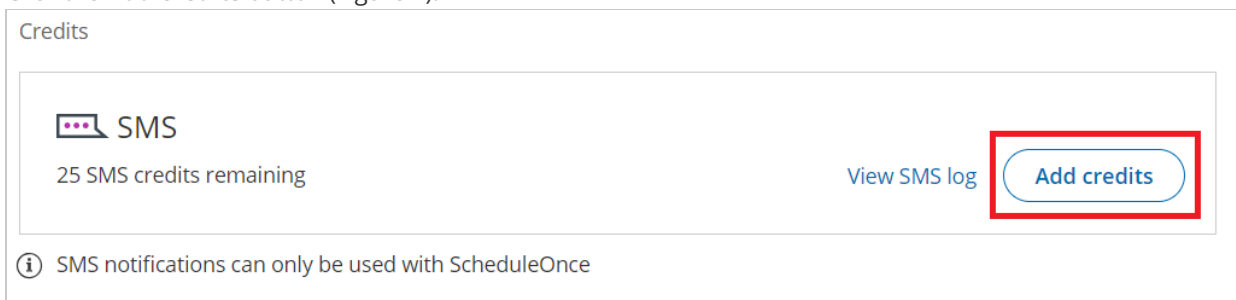 Credits
SMS
25 SMS credits remaining
View SMS log
Add credits
SMS notifications can only be used with ScheduleOnce